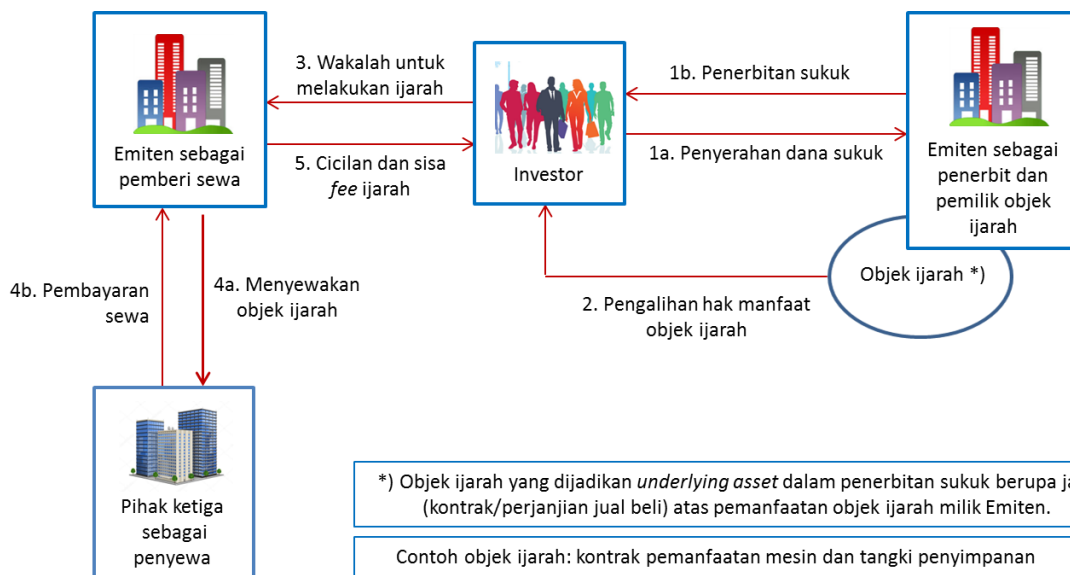 3. Wakalah untuk
melakukan ijarah
1b. Penerbitan sukuk
Emiten sebagai
pemberi sewa
5. Cicilan dan sisa
fee ijarah
Investor
1a. Penyerahan dana sukuk
Emiten sebagai
penerbit dan
pemilik objek
ijarah
Objek ijarah *)
4b. Pembayaran
sewa
4a. Menyewakan
objek ijarah
2. Pengalihan hak manfaat
objek ijarah
Pihak ketiga
sebagai
penyewa
*) Objek ijarah yang dijadikan underlying asset dalam penerbitan sukuk berupa
(kontrak/perjanjian jual beli) atas pemanfaatan objek ijarah milik Emiten.
Contoh objek ijarah: kontrak pemanfaatan mesin dan tangki penyimpanan